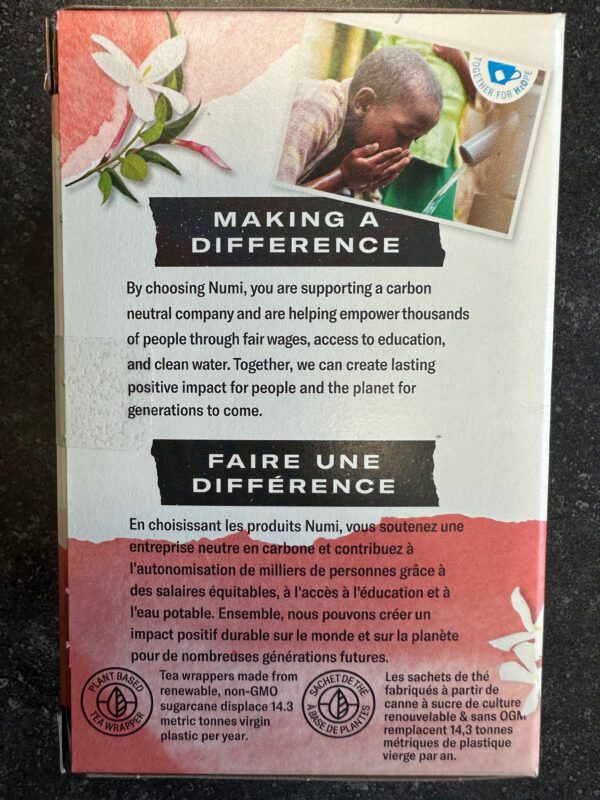 TOGETHER FOR H2OPE
MAKING A
DIFFERENCE
By choosing Numi, you are supporting a carbon
neutral company and are helping empower thousands
of people through fair wages, access to education,
and clean water. Together, we can create lasting
positive impact for people and the planet for
generations to come.
FAIRE UNE
DIFFÉRENCE
En choisissant les produits Numi, vous soutenez une
entreprise neutre en carbone et contribuez à
l'autonomisation de milliers de personnes grâce à
des salaires équitables, à l'accès à l'éducation et à
l'eau potable. Ensemble, nous pouvons créer un
impact positif durable sur le monde et sur la planète
pour de nombreuses générations futures.
PLANT BASED
TEA WRAPPER
Tea wrappers made from
renewable, non-GMO
sugarcane displace 14.3
metric tonnes virgin
plastic per year.
SACHET DE THÉ
À BASE DE PLANTES
Les sachets de thé
fabriqués à partir de
canne à sucre de culture
renouvelable & sans OGM
remplacent 14,3 tonnes
métriques de plastique
vierge par an.